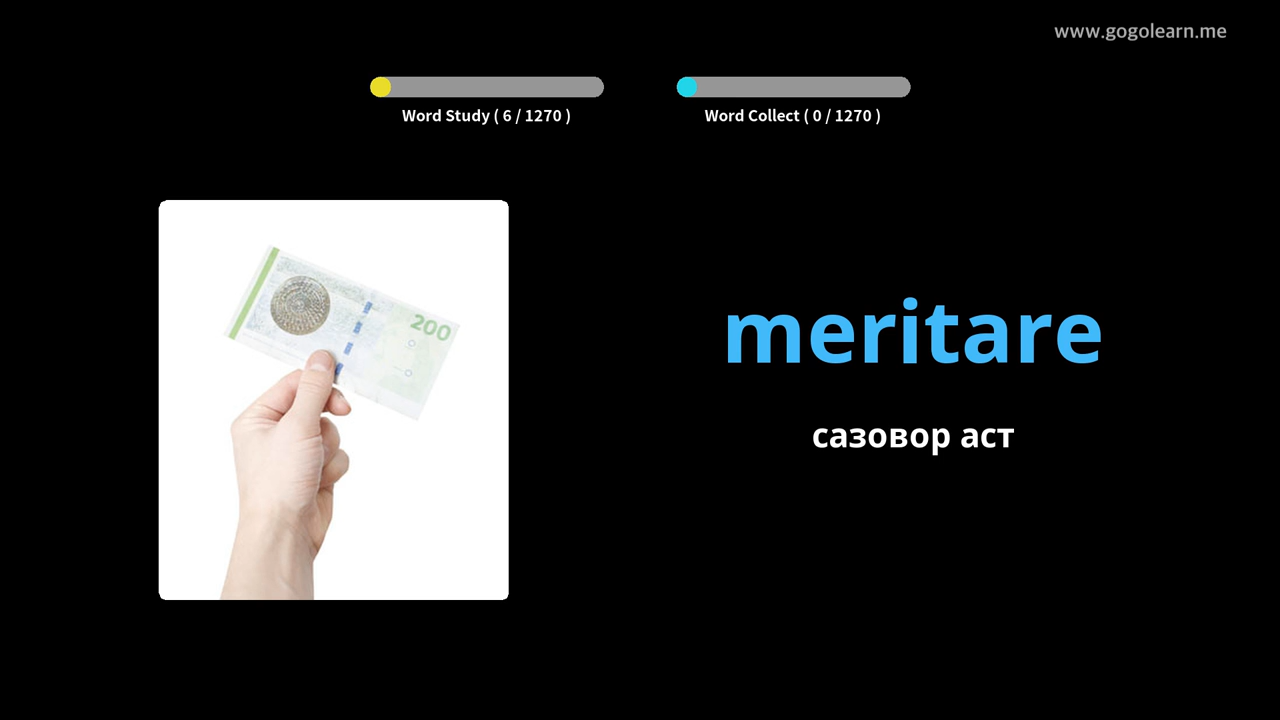 www.gogolearn.me
Word Study ( 6 / 1270 )
Word Collect ( 0 / 1270 )
200
meritare
сазовор аст